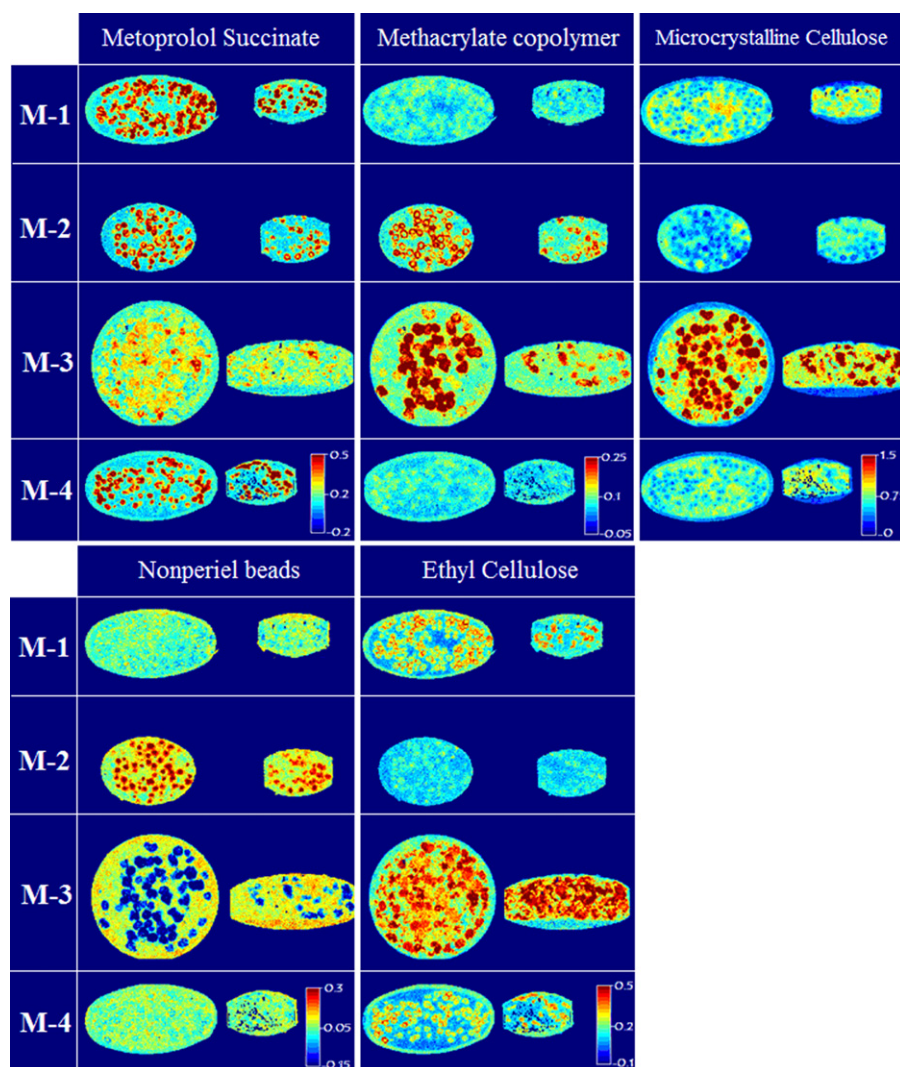 Metoprolol Succinate Methacrylate copolymer Microcrystalline Cellulose
M-1
M-2
M-3
M-4
0.5 0.25 1.5
0.2 0.1 0.7
-0.2 -0.05 -0
Nonperiel beads Ethyl Cellulose
M-1
M-2
M-3
M-4
0.3 0.5
0.05 0.2
-0.15 -0.1